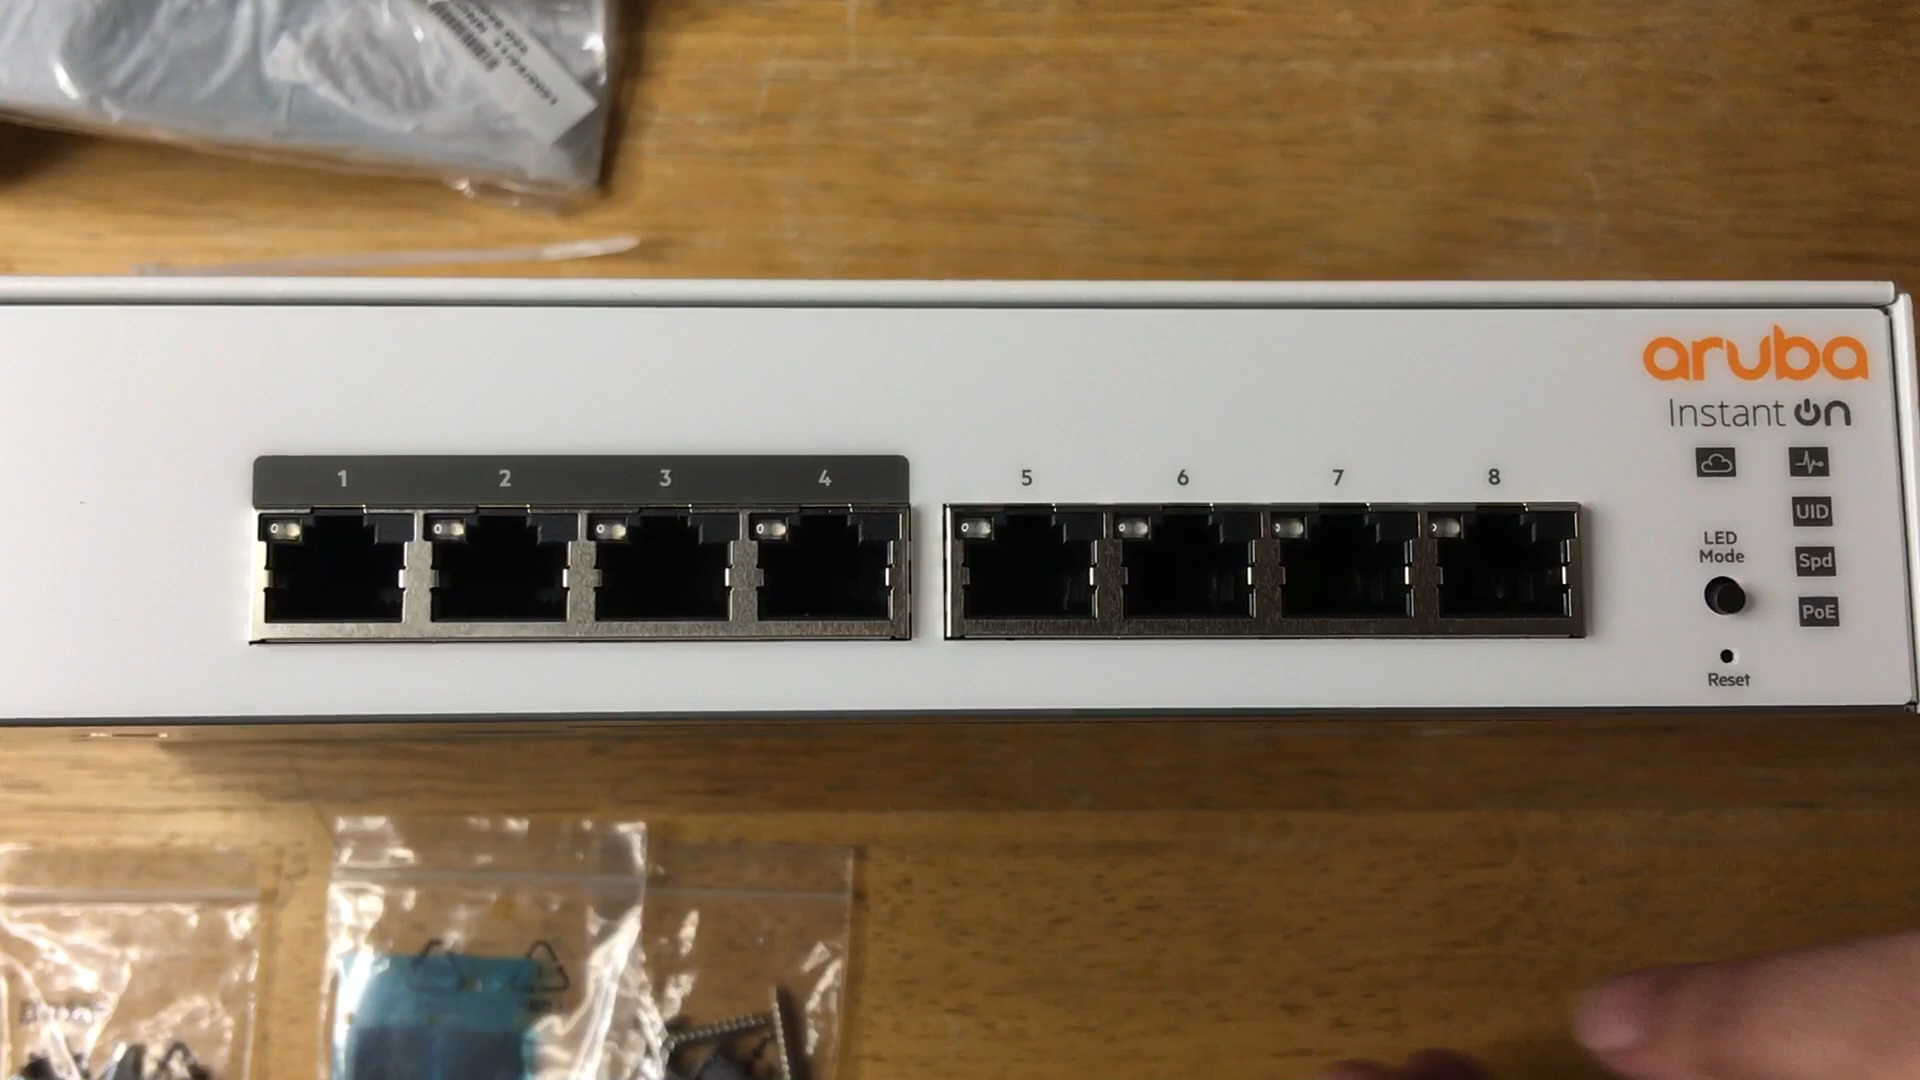 aruba
Instant ON
1 2 3 4 5 6 7 8
UID
LED
Mode
Spd
PoE
Reset